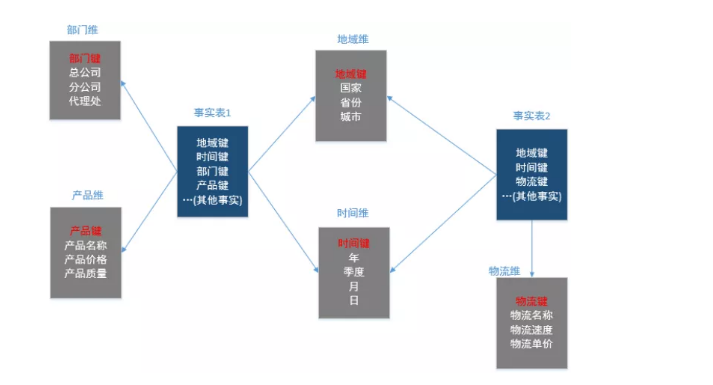 部门维
部门键
总公司
分公司
代理处
地域维
地域键
国家
省份
城市
事实表1
地域键
时间键
部门键
产品键
…(其他事实)
事实表2
地域键
时间键
物流键
…(其他事实)
产品维
产品键
产品名称
产品价格
产品质量
时间维
时间键
年
季度
月
日
物流维
物流键
物流名称
物流速度
物流单价